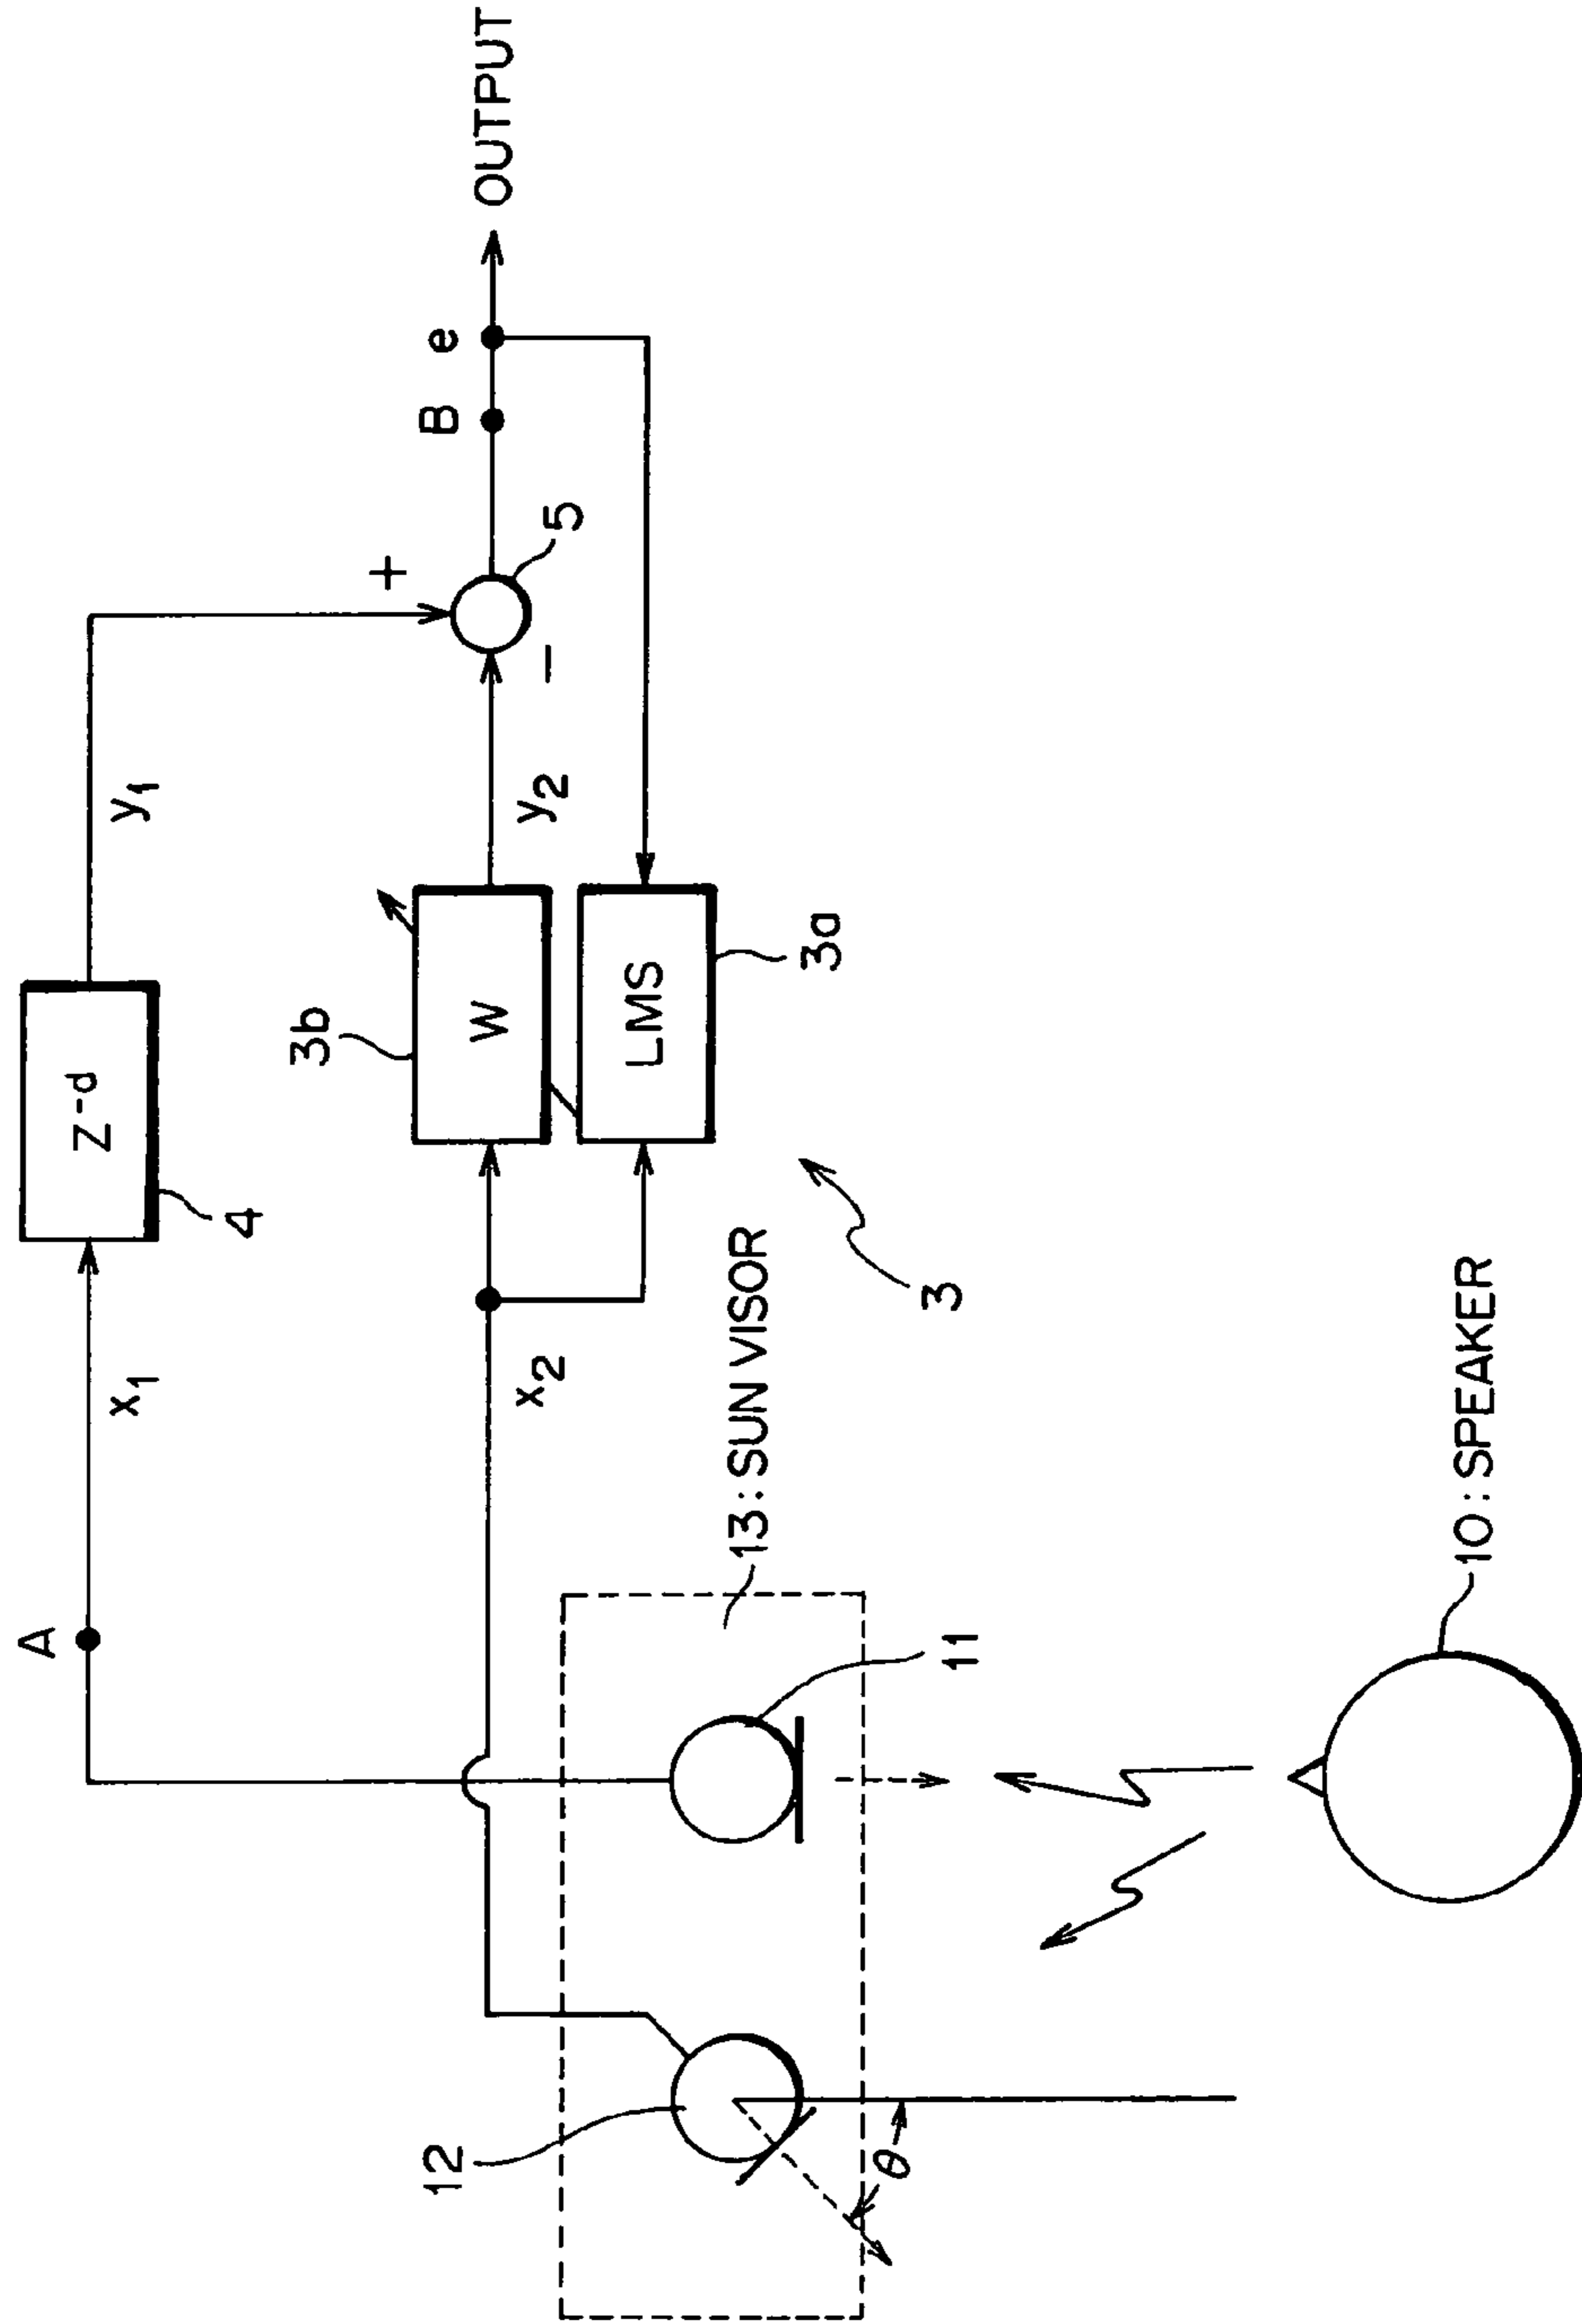 A
x₁
Z⁻ᵈ
4
y₁
+
x₂
3b
W
y₂
−
5
B
e
OUTPUT
LMS
3a
3
12
θ
11
13 : SUN VISOR
10 : SPEAKER